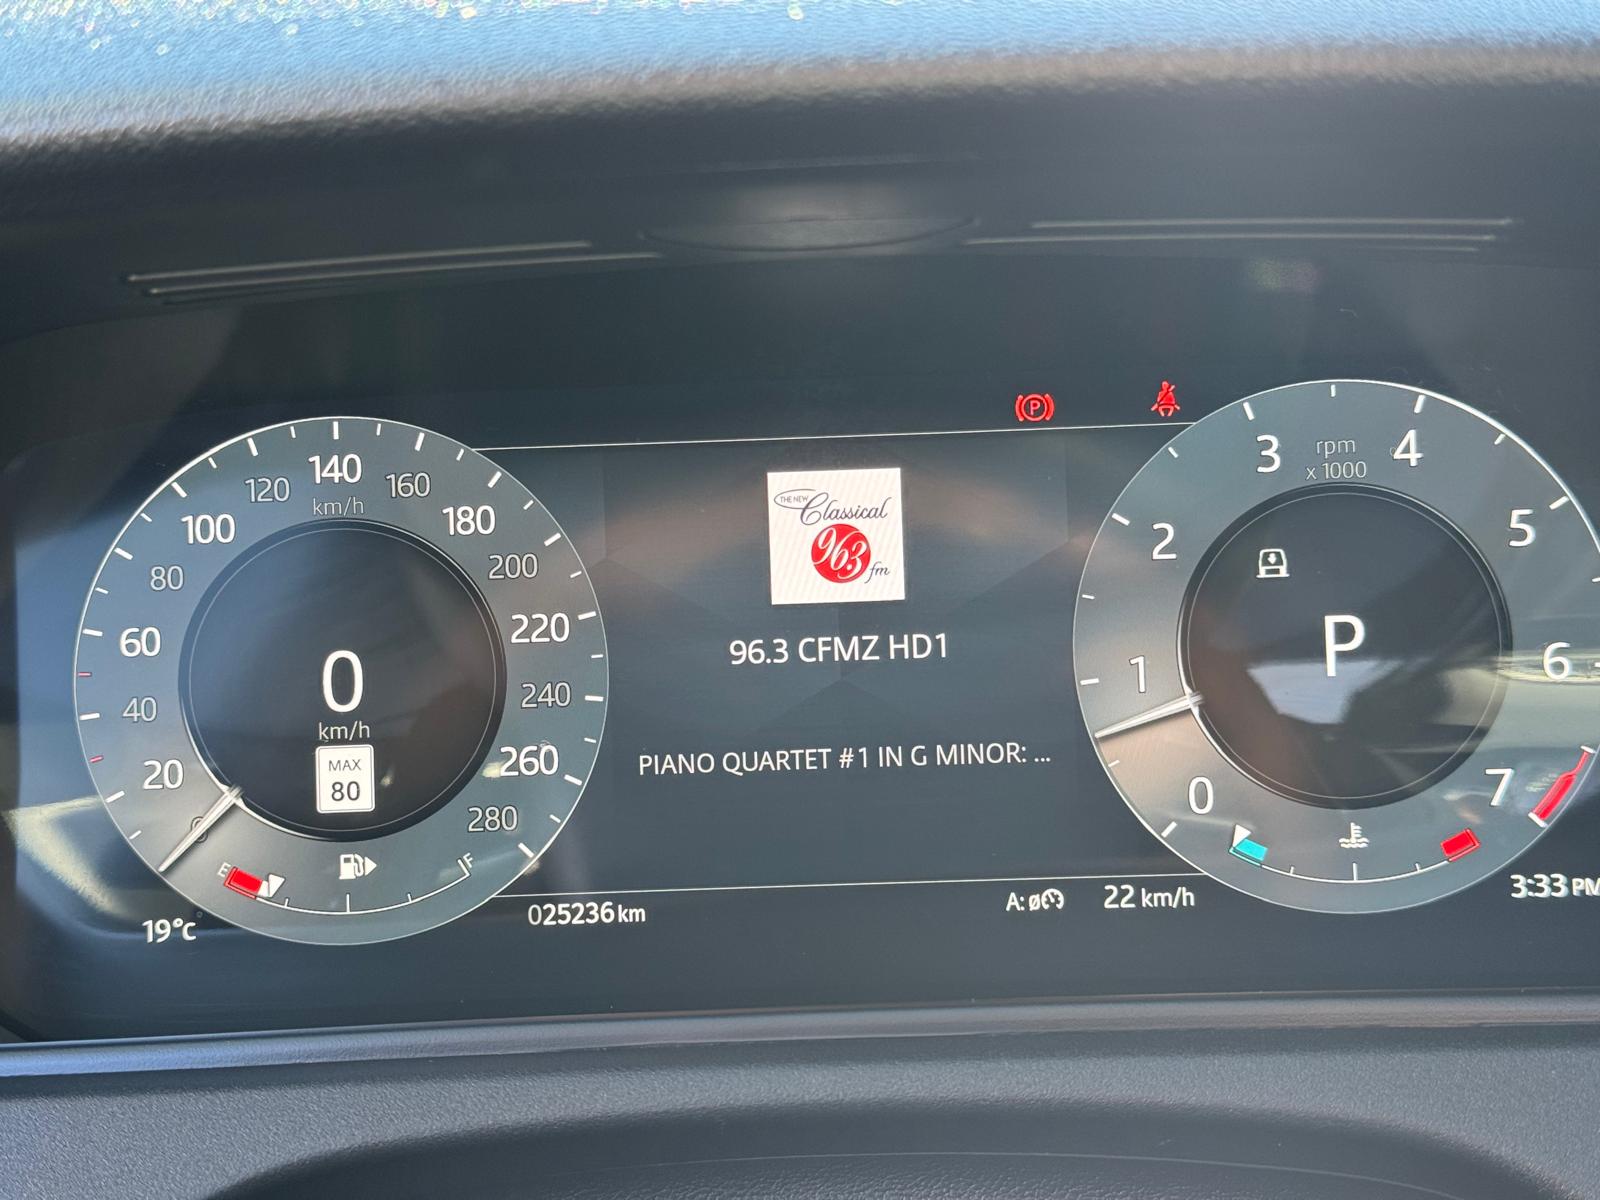 140
120
160
km/h
100
180
80
200
60
220
0
km/h
40
240
MAX
80
20
260
280
E
F
19°c
025236 km
THE NEW
Classical
96.3
fm
96.3 CFMZ HD1
PIANO QUARTET #1 IN G MINOR: ...
P
A:ø
22 km/h
3
rpm
x 1000
4
2
5
P
1
6
0
7
3:33 PM